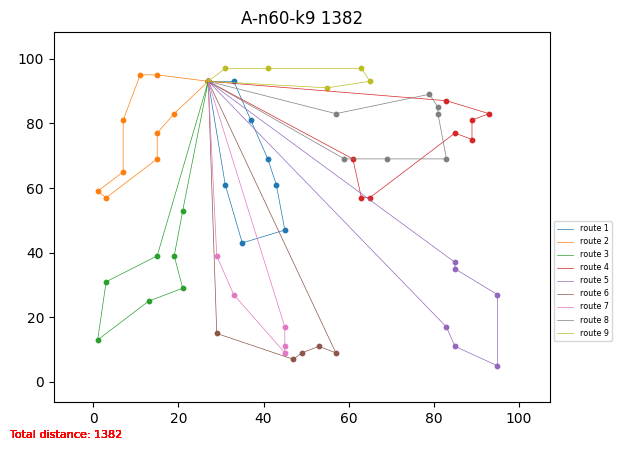 A-n60-k9 1382
100
80
60
40
20
0
0 20 40 60 80 100
route 1
route 2
route 3
route 4
route 5
route 6
route 7
route 8
route 9
Total distance: 1382